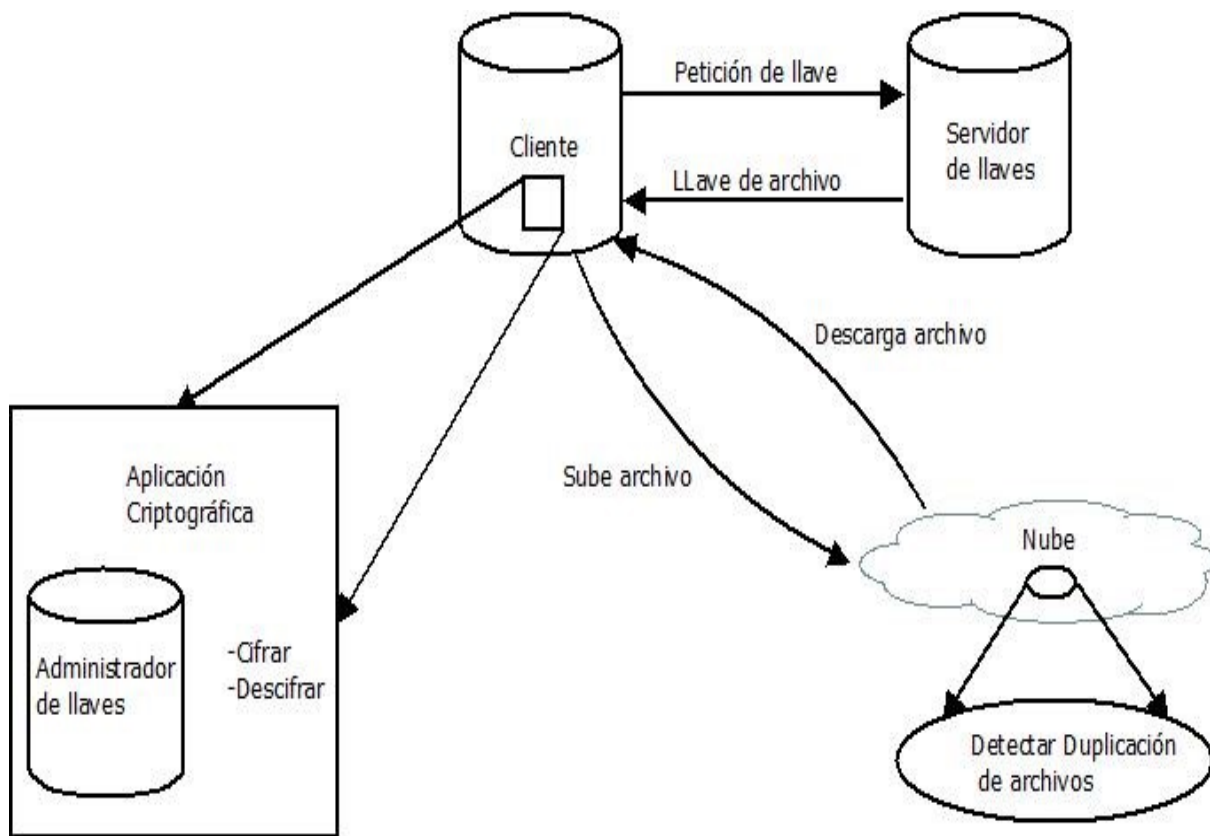 Petición de llave
Cliente
Servidor
de llaves
LLave de archivo
Descarga archivo
Sube archivo
Aplicación
Criptográfica
Nube
Administrador
de llaves
-Cifrar
-Descifrar
Detectar Duplicación
de archivos